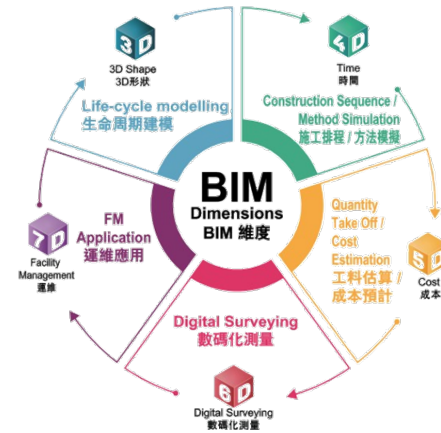 BIM
Dimensions
BIM 維度
3D
3D Shape
3D形狀
Life-cycle modelling
生命周期建模
4D
Time
時間
Construction Sequence /
Method Simulation
施工排程 / 方法模擬
5D
Cost
成本
Quantity
Take Off /
Cost
Estimation
工料估算 /
成本預計
6D
Digital Surveying
數碼化測量
Digital Surveying
數碼化測量
7D
Facility
Management
運維
FM
Application
運維應用